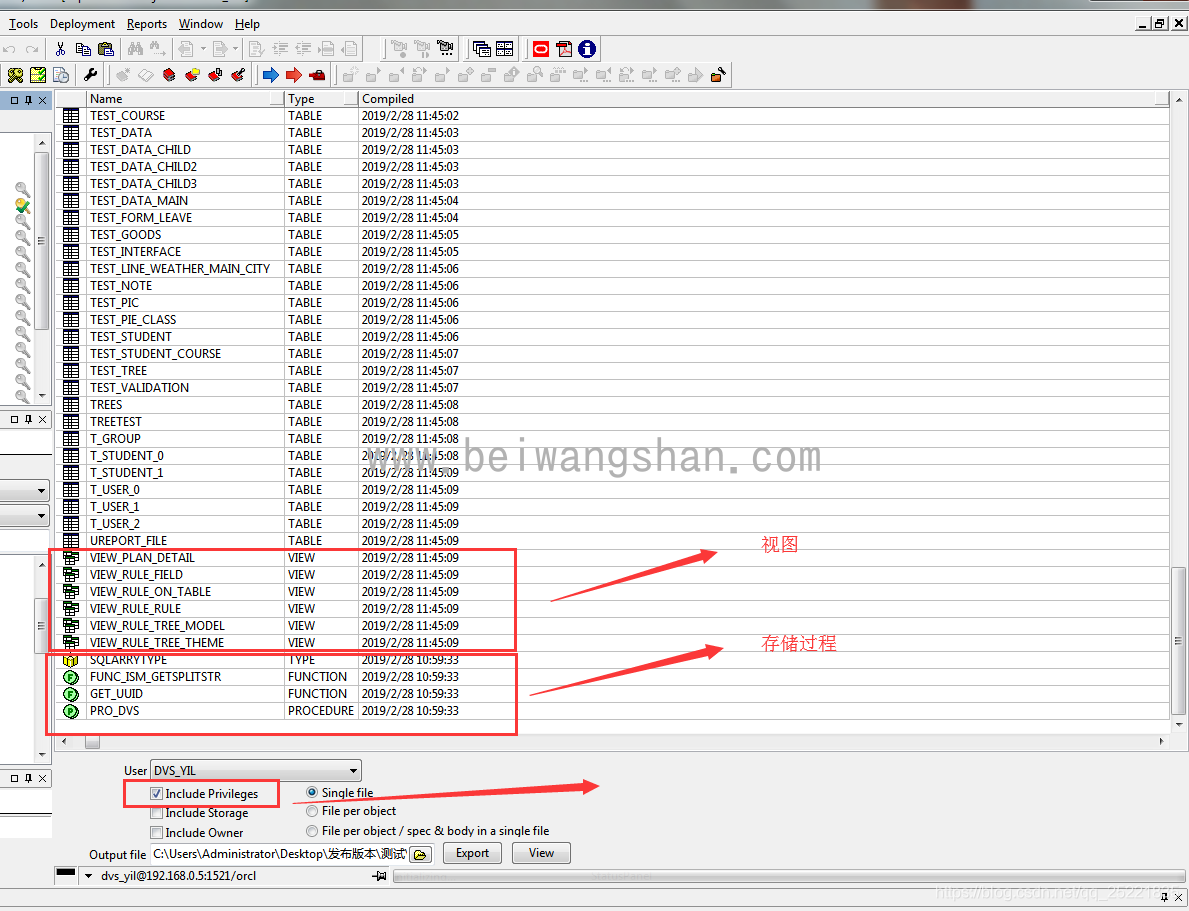 Tools Deployment Reports Window Help
Name Type Compiled
TEST_COURSE TABLE 2019/2/28 11:45:02
TEST_DATA TABLE 2019/2/28 11:45:03
TEST_DATA_CHILD TABLE 2019/2/28 11:45:03
TEST_DATA_CHILD2 TABLE 2019/2/28 11:45:03
TEST_DATA_CHILD3 TABLE 2019/2/28 11:45:03
TEST_DATA_MAIN TABLE 2019/2/28 11:45:04
TEST_FORM_LEAVE TABLE 2019/2/28 11:45:04
TEST_GOODS TABLE 2019/2/28 11:45:05
TEST_INTERFACE TABLE 2019/2/28 11:45:05
TEST_LINE_WEATHER_MAIN_CITY TABLE 2019/2/28 11:45:06
TEST_NOTE TABLE 2019/2/28 11:45:06
TEST_PIC TABLE 2019/2/28 11:45:06
TEST_PIE_CLASS TABLE 2019/2/28 11:45:06
TEST_STUDENT TABLE 2019/2/28 11:45:06
TEST_STUDENT_COURSE TABLE 2019/2/28 11:45:07
TEST_TREE TABLE 2019/2/28 11:45:07
TEST_VALIDATION TABLE 2019/2/28 11:45:07
TREES TABLE 2019/2/28 11:45:08
TREETEST TABLE 2019/2/28 11:45:08
T_GROUP TABLE 2019/2/28 11:45:08
T_STUDENT_0 TABLE 2019/2/28 11:45:08
www.beiwangshan.com
T_STUDENT_1 TABLE 2019/2/28 11:45:09
T_USER_0 TABLE 2019/2/28 11:45:09
T_USER_1 TABLE 2019/2/28 11:45:09
T_USER_2 TABLE 2019/2/28 11:45:09
UREPORT_FILE TABLE 2019/2/28 11:45:09
视图
VIEW_PLAN_DETAIL VIEW 2019/2/28 11:45:09
VIEW_RULE_FIELD VIEW 2019/2/28 11:45:09
VIEW_RULE_ON_TABLE VIEW 2019/2/28 11:45:09
VIEW_RULE_RULE VIEW 2019/2/28 11:45:09
VIEW_RULE_TREE_MODEL VIEW 2019/2/28 11:45:09
VIEW_RULE_TREE_THEME VIEW 2019/2/28 11:45:09
存储过程
SQLARRYTYPE TYPE 2019/2/28 10:59:33
FUNC_ISM_GETSPLITSTR FUNCTION 2019/2/28 10:59:33
GET_UUID FUNCTION 2019/2/28 10:59:33
PRO_DVS PROCEDURE 2019/2/28 10:59:33
User DVS_YIL
Include Privileges Single file
Include Storage File per object
Include Owner File per object / spec & body in a single file
Output file C:\Users\Administrator\Desktop\发布版本\测试\ Export View
dvs_yil@192.168.0.5:1521/orcl